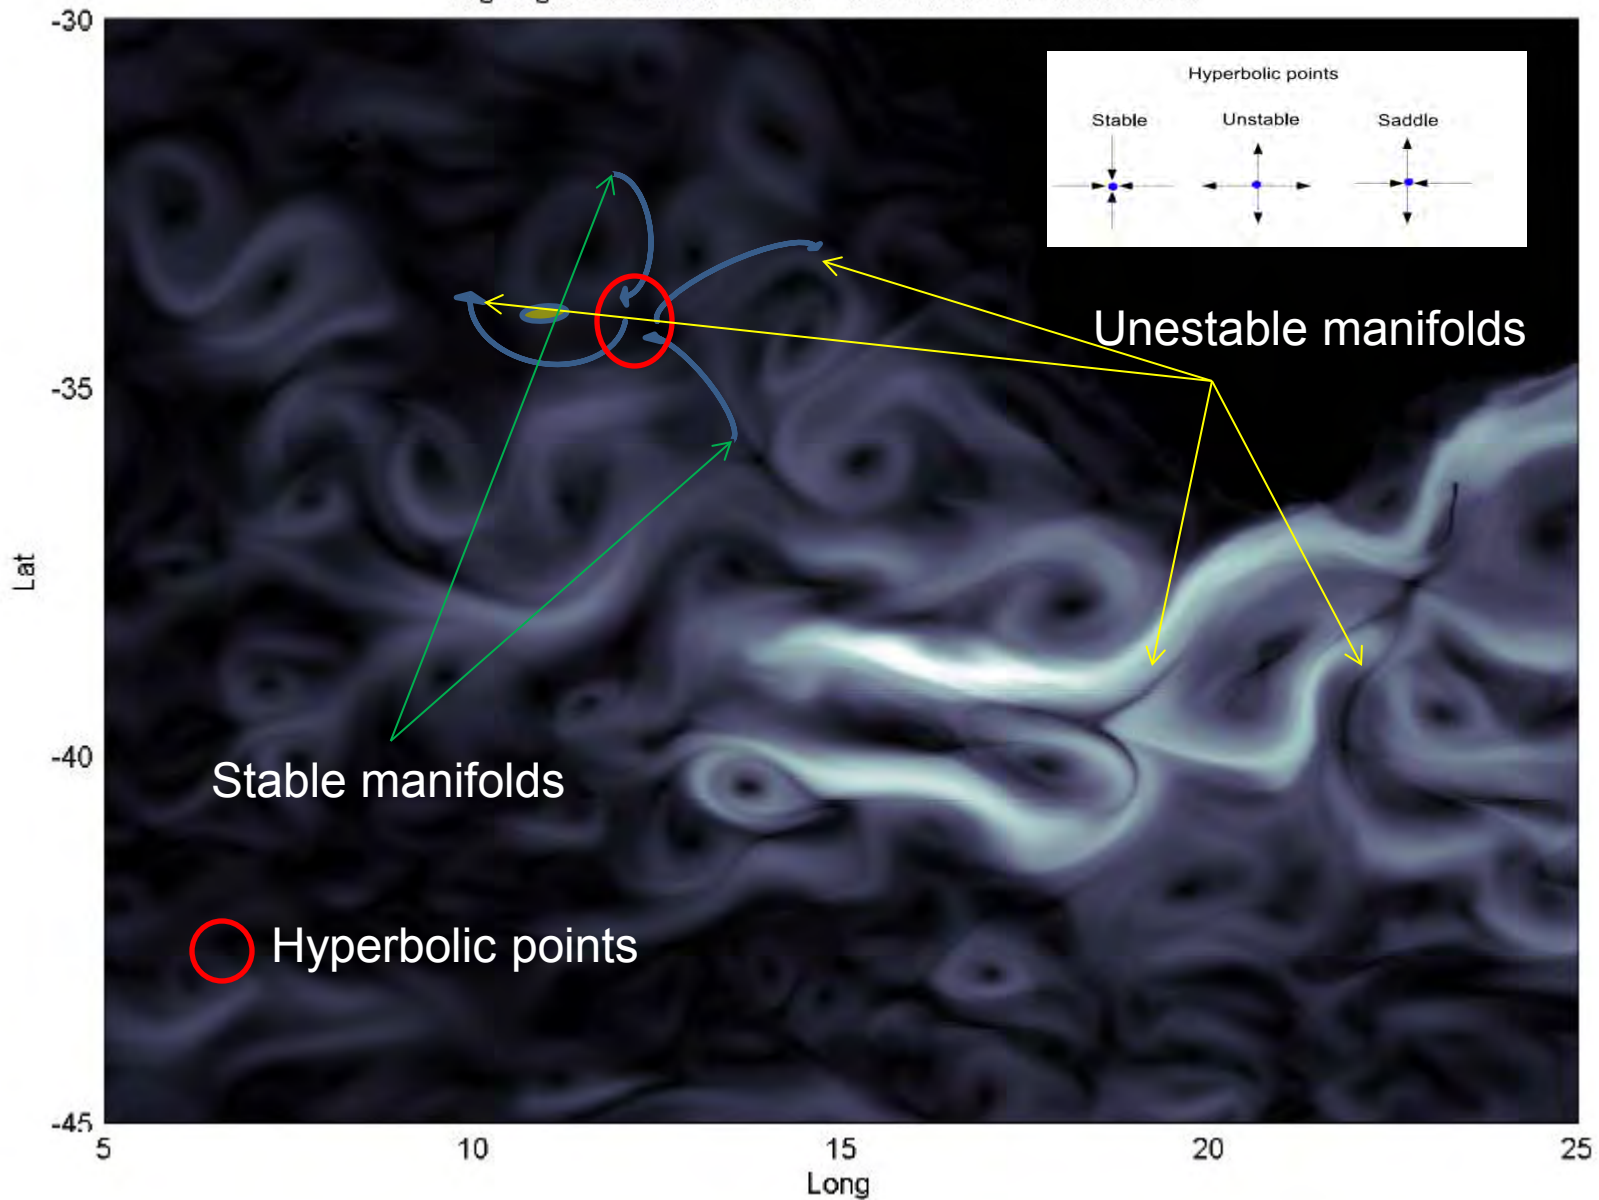 -30
Hyperbolic points
Stable Unstable Saddle
Unestable manifolds
-35
Lat
-40
Stable manifolds
Hyperbolic points
-45
5 10 15 20 25
Long